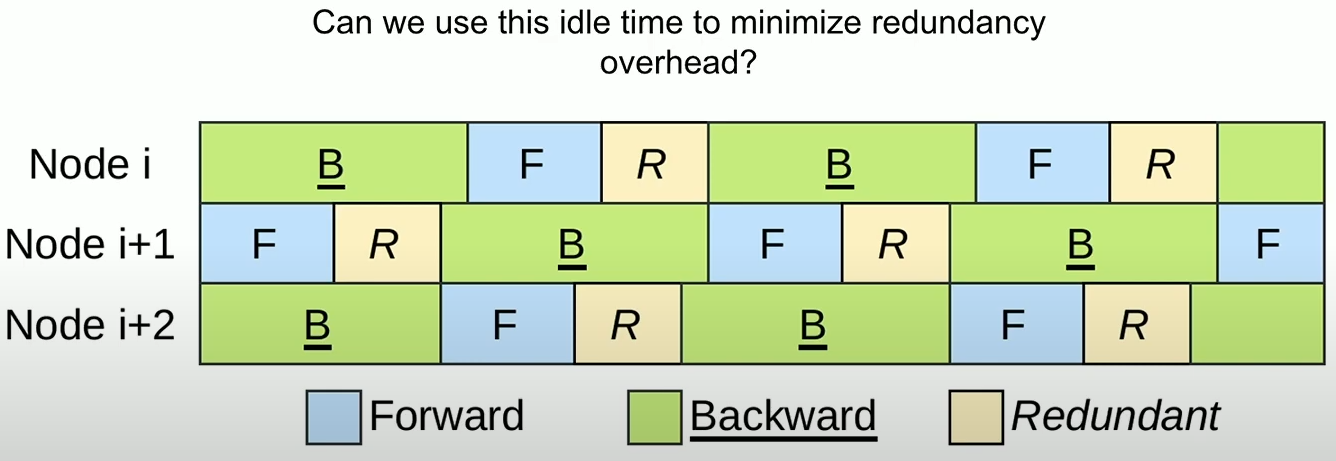 Can we use this idle time to minimize redundancy
overhead?
Node i B F R B F R
Node i+1 F R B F R B F
Node i+2 B F R B F R
Forward Backward Redundant